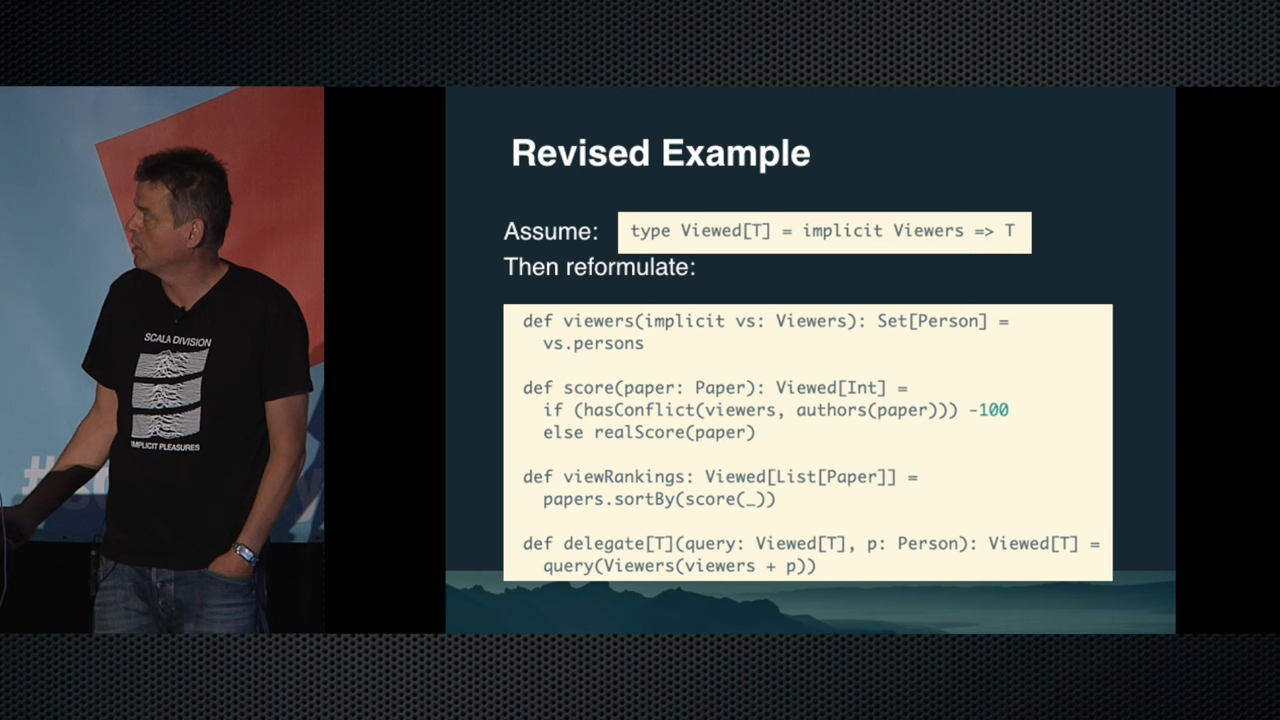 Revised Example
Assume: type Viewed[T] = implicit Viewers => T
Then reformulate:
def viewers(implicit vs: Viewers): Set[Person] =
vs.persons
def score(paper: Paper): Viewed[Int] =
if (hasConflict(viewers, authors(paper))) -100
else realScore(paper)
def viewRankings: Viewed[List[Paper]] =
papers.sortBy(score(_))
def delegate[T](query: Viewed[T], p: Person): Viewed[T] =
query(Viewers(viewers + p))
SCALA DIVISION
IMPLICIT PLEASURES